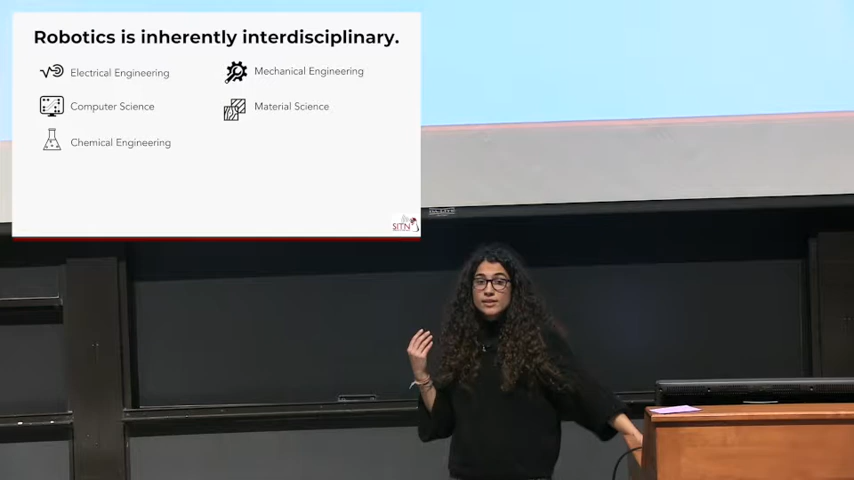 Robotics is inherently interdisciplinary.
Electrical Engineering
Mechanical Engineering
Computer Science
Material Science
Chemical Engineering
SITN